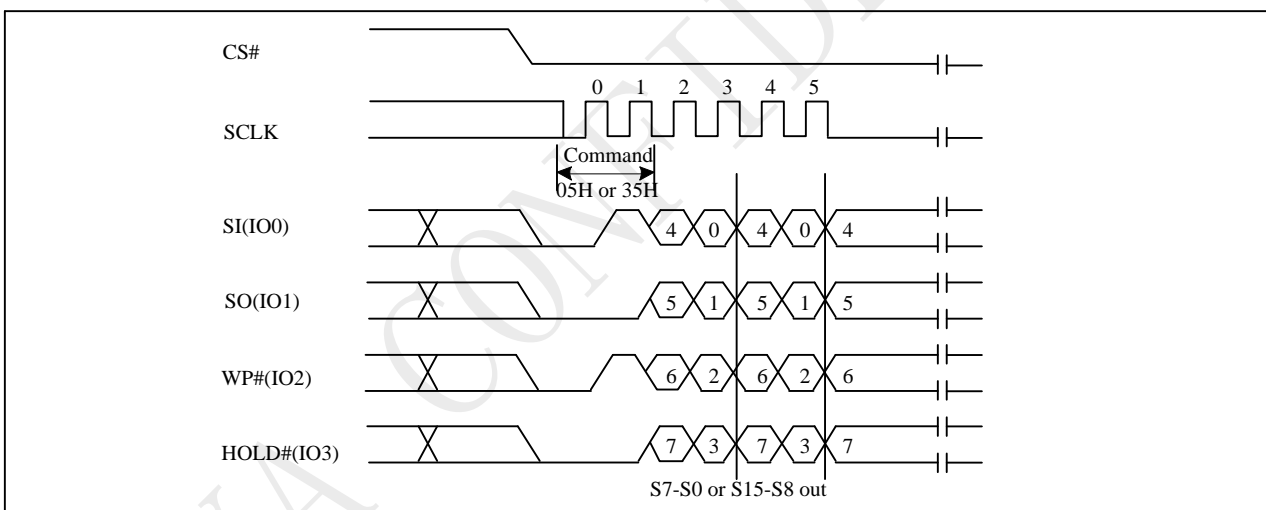 CS#
0 1 2 3 4 5
SCLK
Command
05H or 35H
SI(IO0) 4 0 4 0 4
SO(IO1) 5 1 5 1 5
WP#(IO2) 6 2 6 2 6
HOLD#(IO3) 7 3 7 3 7
S7-S0 or S15-S8 out